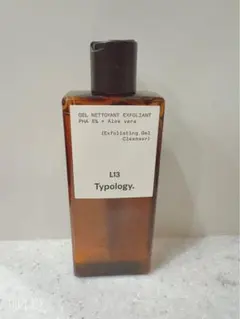 GEL NETTOYANT EXFOLIANT
PHA 5% + Aloe vera
(Exfoliating Gel
Cleanser)
L13
Typology.